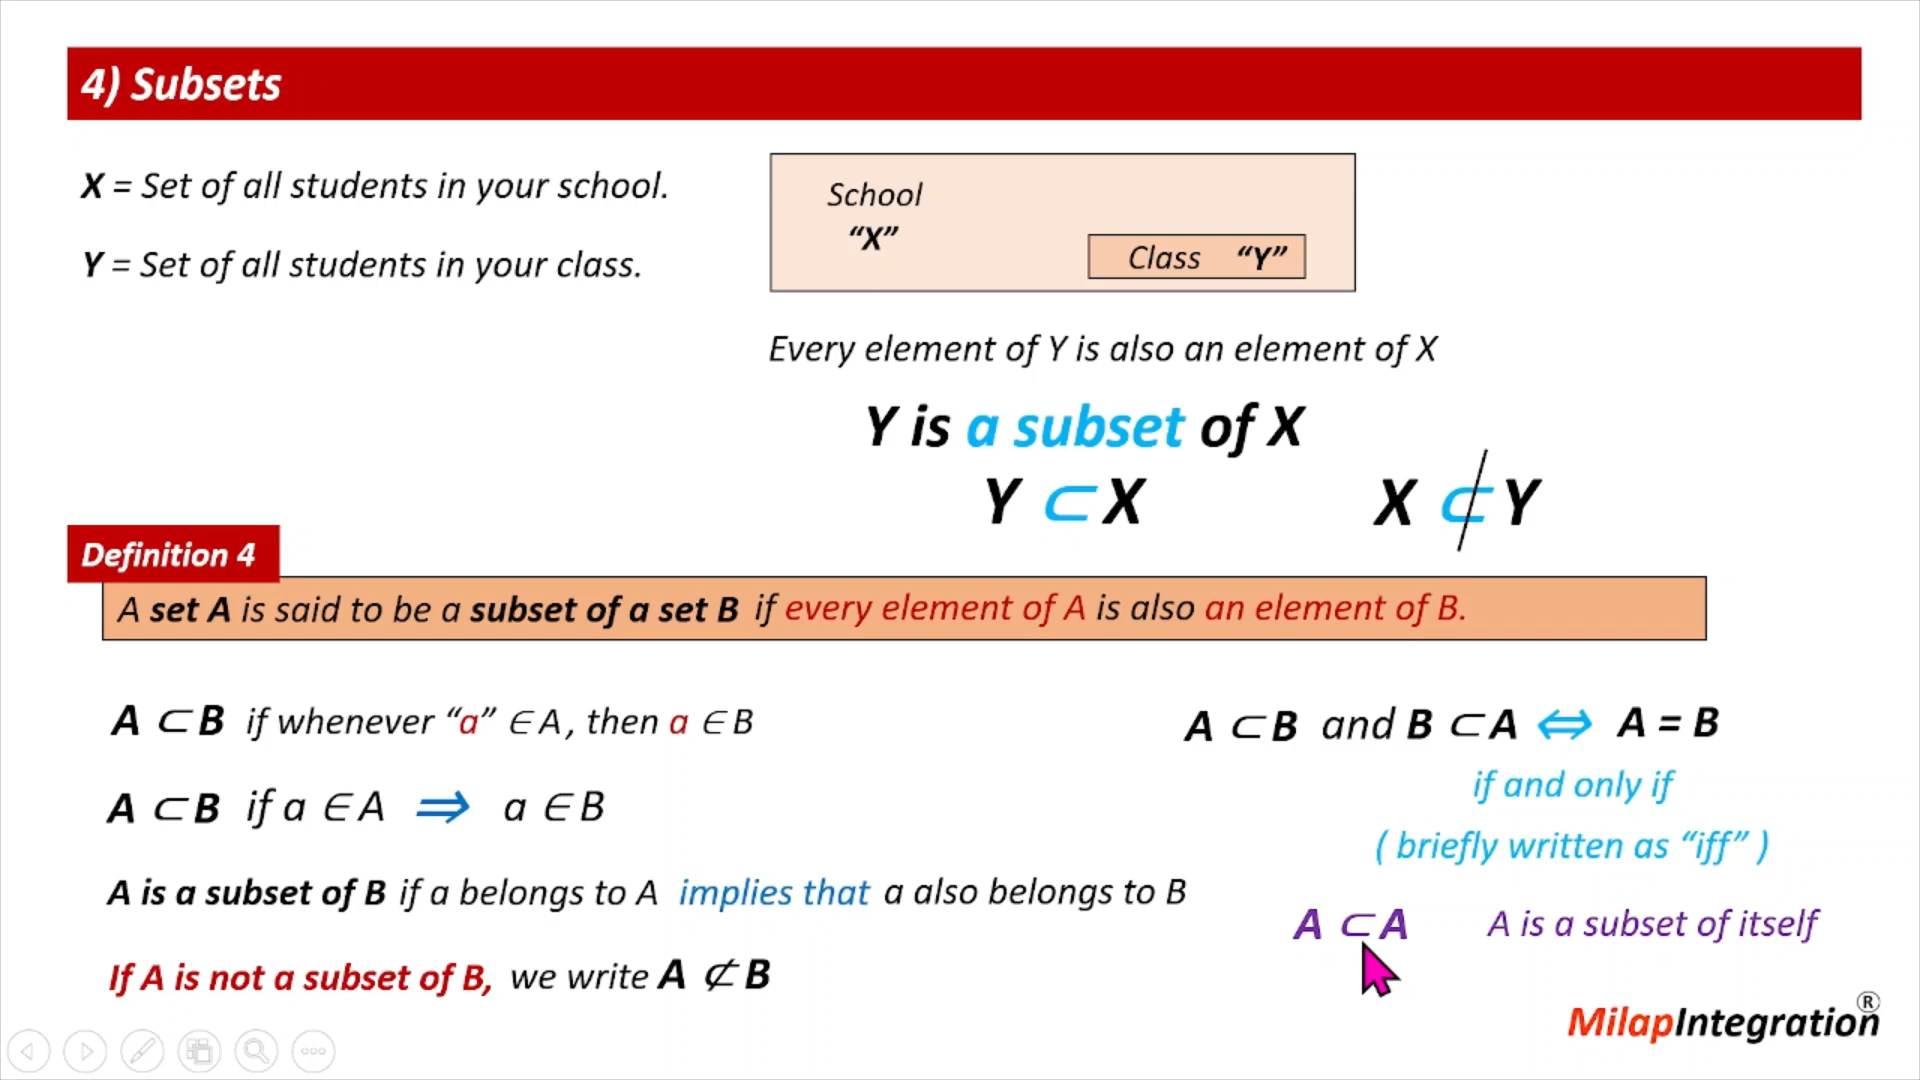 4) Subsets
X = Set of all students in your school.
Y = Set of all students in your class.
School
“X”
Class “Y”
Every element of Y is also an element of X
Y is a subset of X
Y ⊂ X
X ⊄ Y
Definition 4
A set A is said to be a subset of a set B if every element of A is also an element of B.
A ⊂ B if whenever “a” ∈ A, then a ∈ B
A ⊂ B if a ∈ A ⇒ a ∈ B
A is a subset of B if a belongs to A implies that a also belongs to B
If A is not a subset of B, we write A ⊄ B
A ⊂ B and B ⊂ A ⇔ A = B
if and only if
( briefly written as “iff” )
A ⊂ A A is a subset of itself
MilapIntegration®